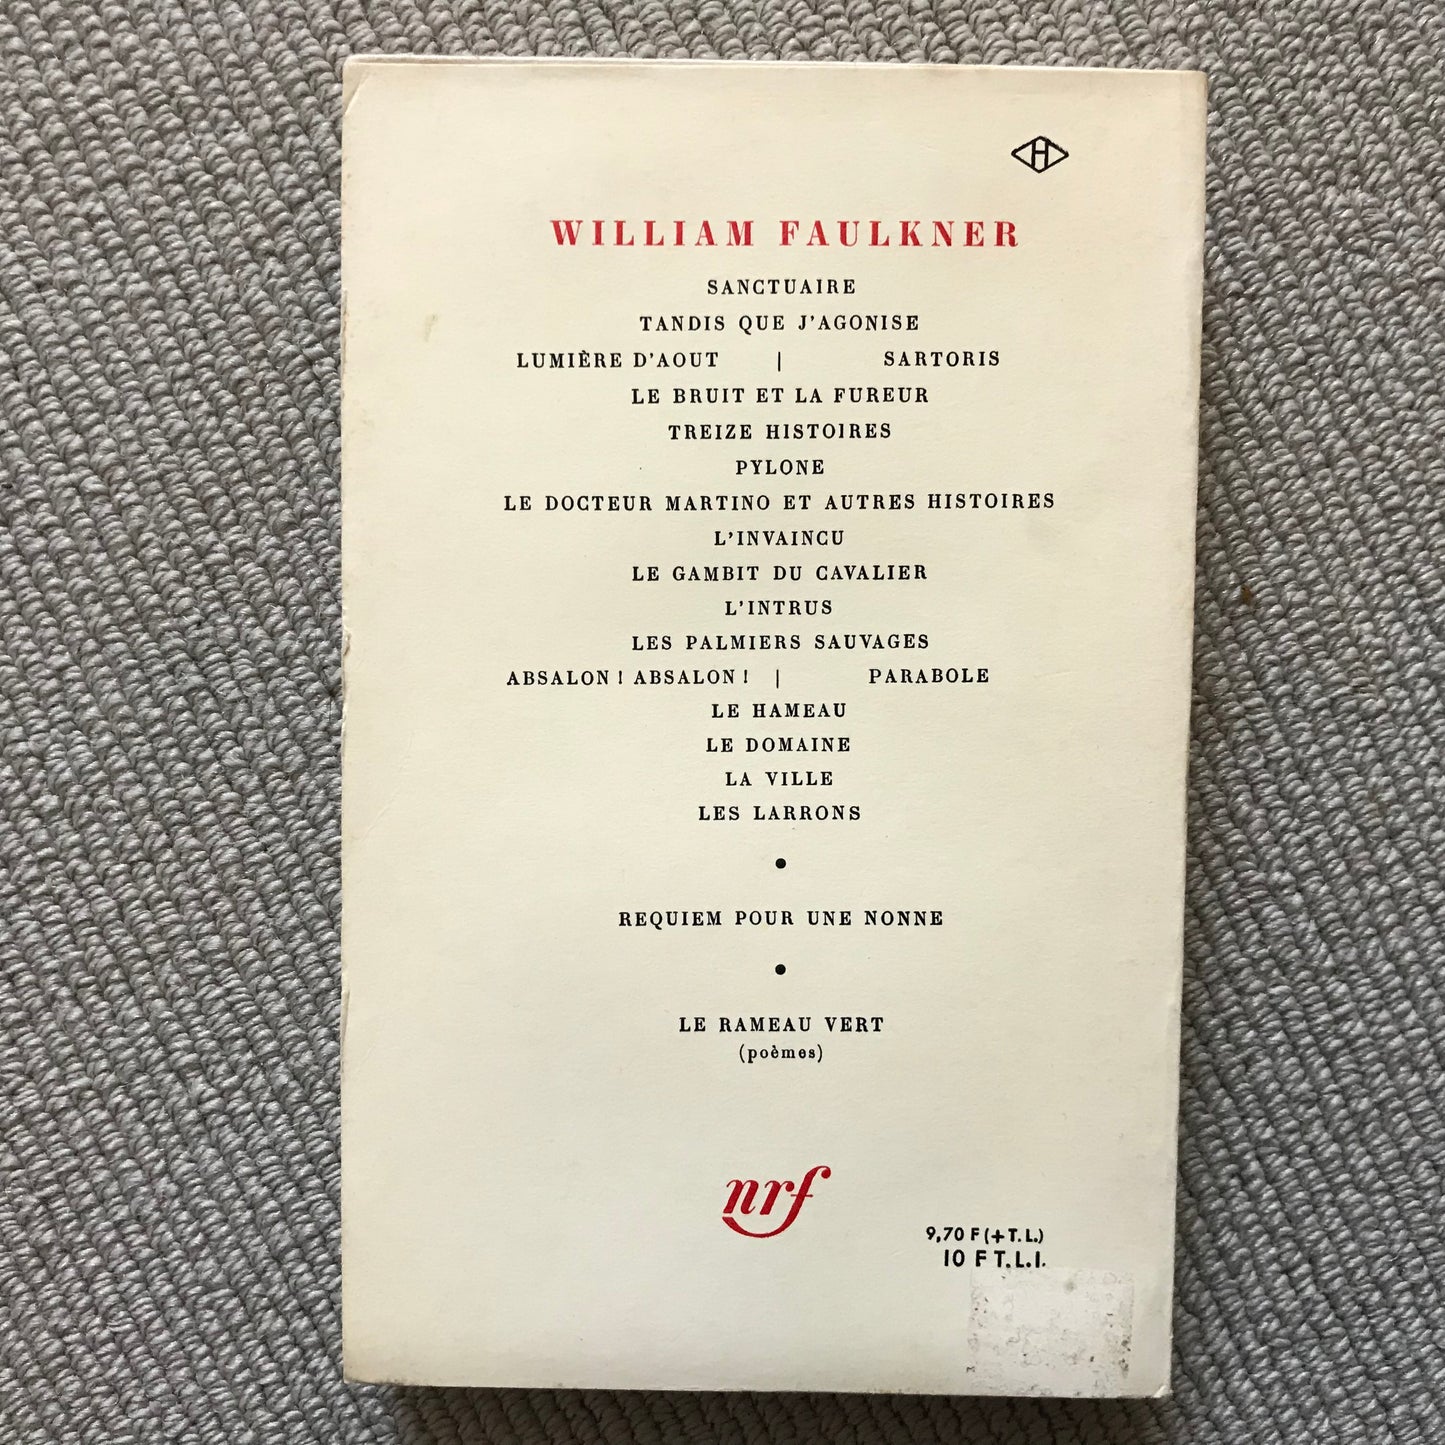 H
WILLIAM FAULKNER
SANCTUAIRE
TANDIS QUE J'AGONISE
LUMIÈRE D'AOUT | SARTORIS
LE BRUIT ET LA FUREUR
TREIZE HISTOIRES
PYLONE
LE DOCTEUR MARTINO ET AUTRES HISTOIRES
L'INVAINCU
LE GAMBIT DU CAVALIER
L'INTRUS
LES PALMIERS SAUVAGES
ABSALON ! ABSALON ! | PARABOLE
LE HAMEAU
LE DOMAINE
LA VILLE
LES LARRONS
•
REQUIEM POUR UNE NONNE
•
LE RAMEAU VERT
(poèmes)
nrf
9,70 F (+ T. L.)
10 F T. L. I.